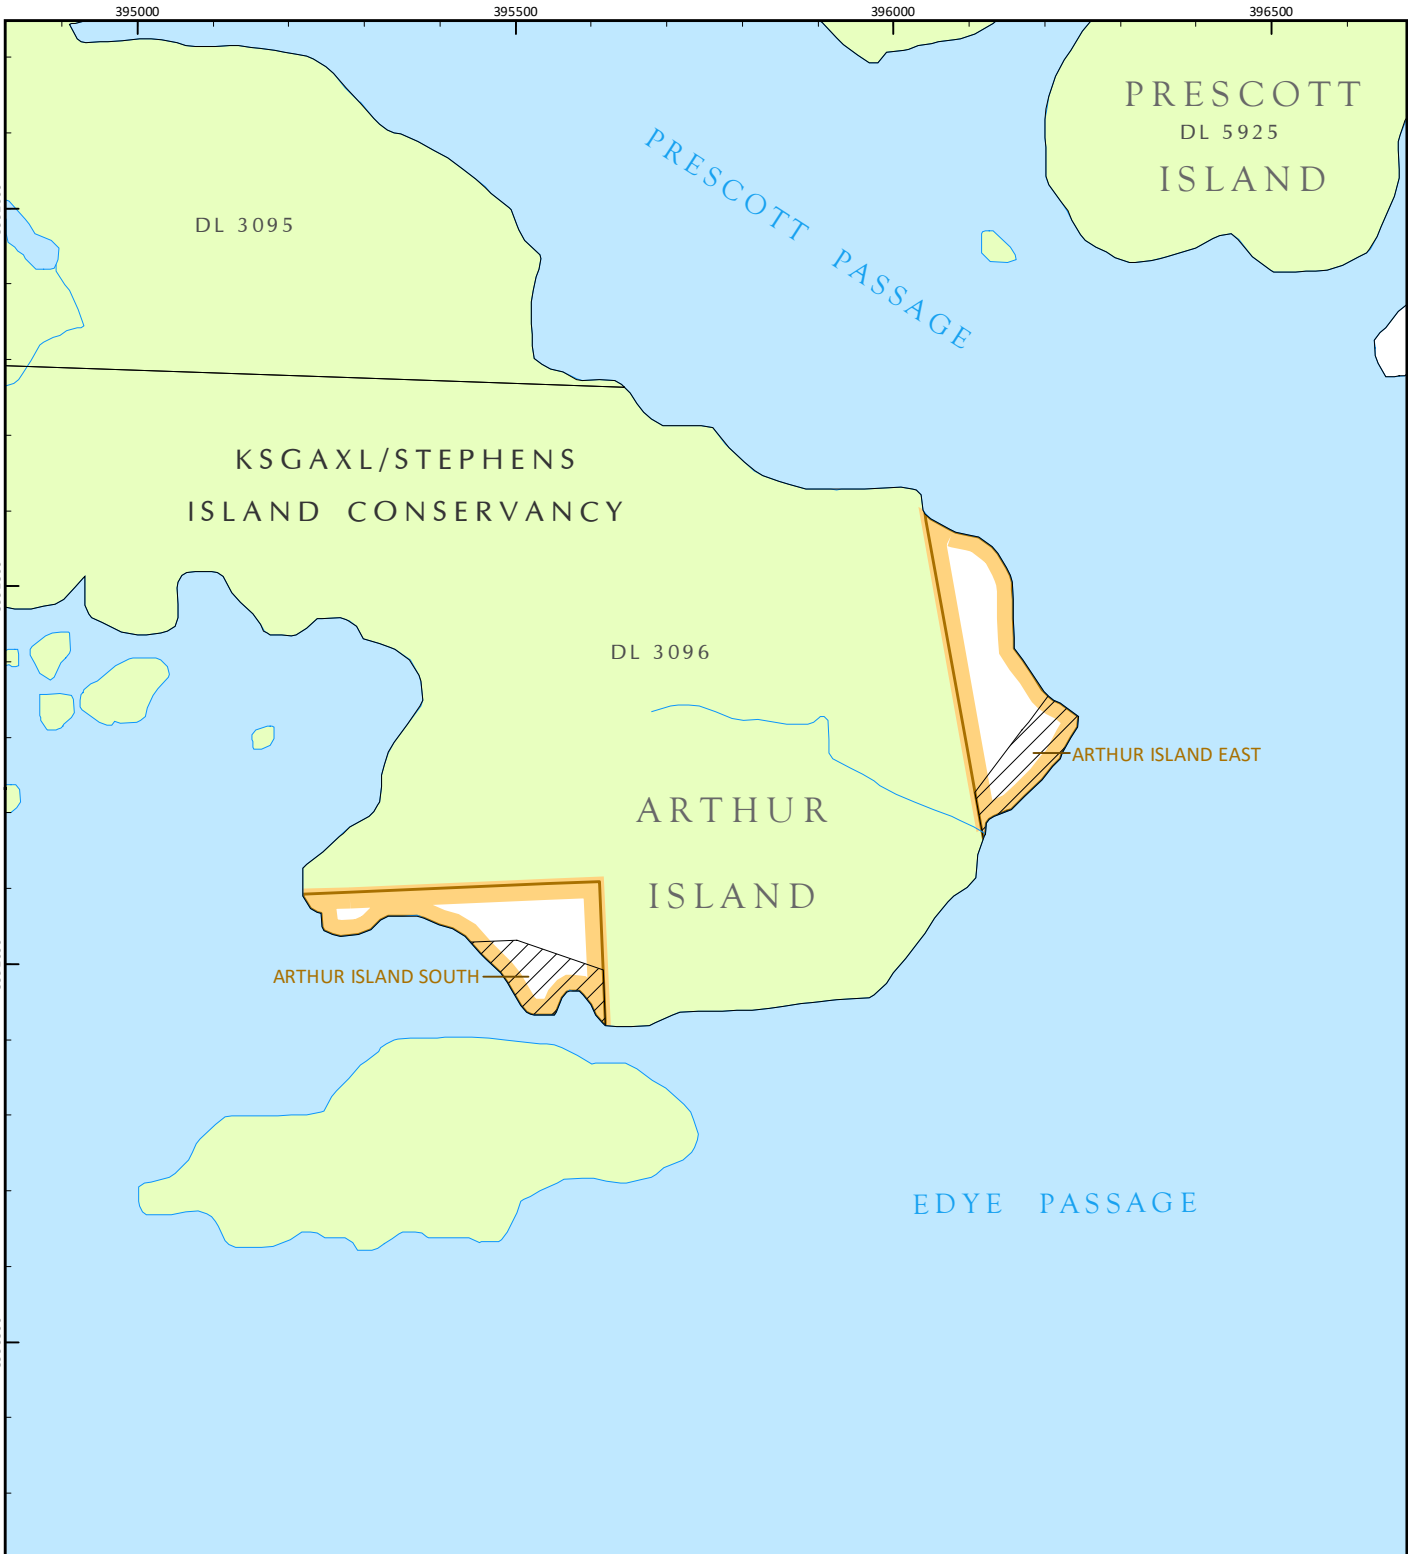 395000
395500
396000
396500
PRESCOTT
DL 5925
ISLAND
PRESCOTT PASSAGE
DL 3095
KSGAXL/STEPHENS
ISLAND CONSERVANCY
DL 3096
ARTHUR ISLAND EAST
ARTHUR
ISLAND
ARTHUR ISLAND SOUTH
EDYE PASSAGE